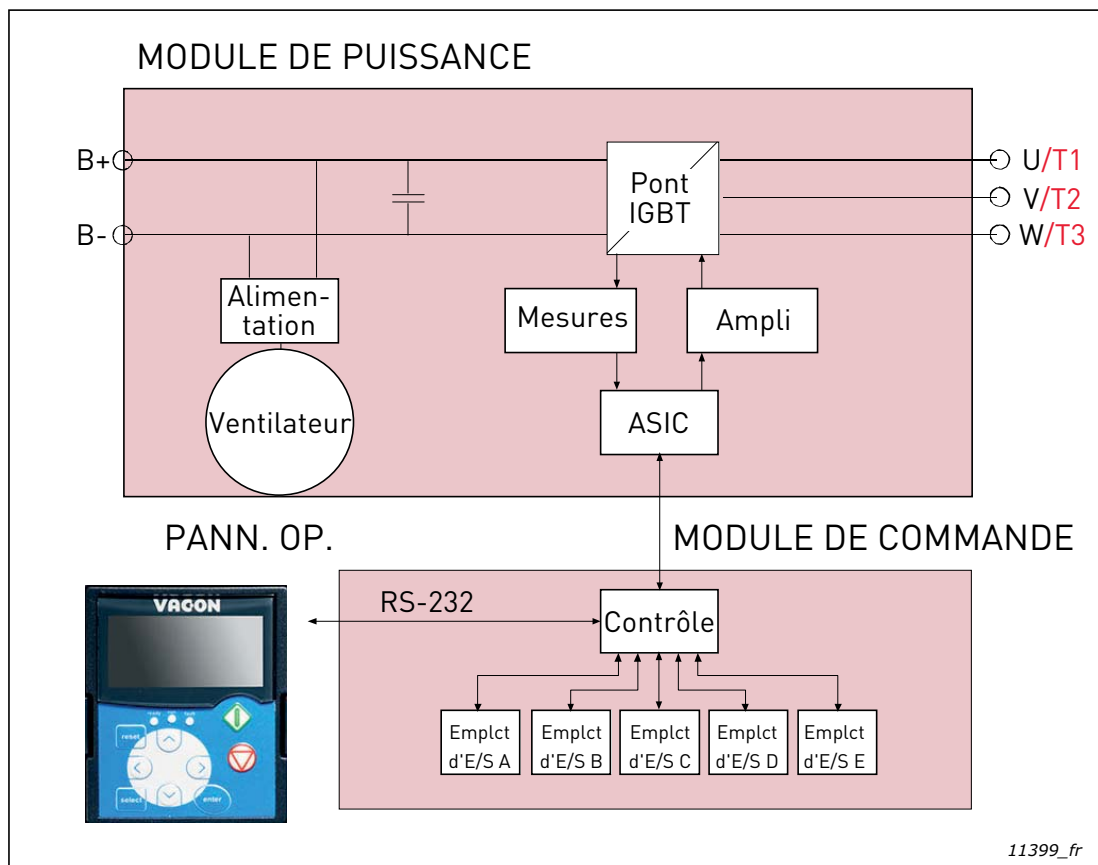 MODULE DE PUISSANCE
B+
B-
Pont
IGBT
U/T1
V/T2
W/T3
Alimen-
tation
Mesures
Ampli
Ventilateur
ASIC
PANN. OP.
MODULE DE COMMANDE
VACON
RS-232
Contrôle
reset
select
enter
Emplct
d'E/S A
Emplct
d'E/S B
Emplct
d'E/S C
Emplct
d'E/S D
Emplct
d'E/S E
11399_fr